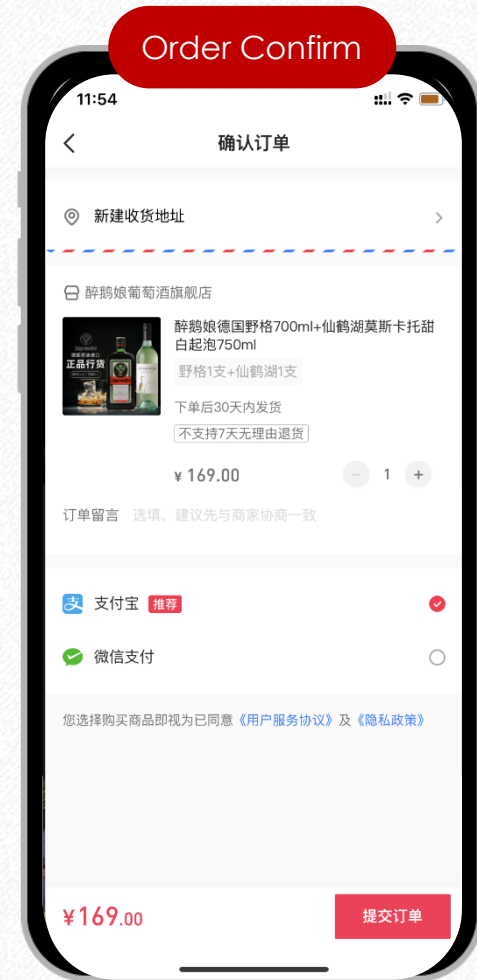 Order Confirm
11:54
确认订单
新建收货地址
醉鹅娘葡萄酒旗舰店
正品行货
醉鹅娘德国野格700ml+仙鹤湖莫斯卡托甜
白起泡750ml
野格1支+仙鹤湖1支
下单后30天内发货
不支持7天无理由退货
¥ 169.00
1
订单留言 选填，建议先与商家协商一致
支付宝 推荐
微信支付
您选择购买商品即视为已同意《用户服务协议》及《隐私政策》
¥169.00
提交订单